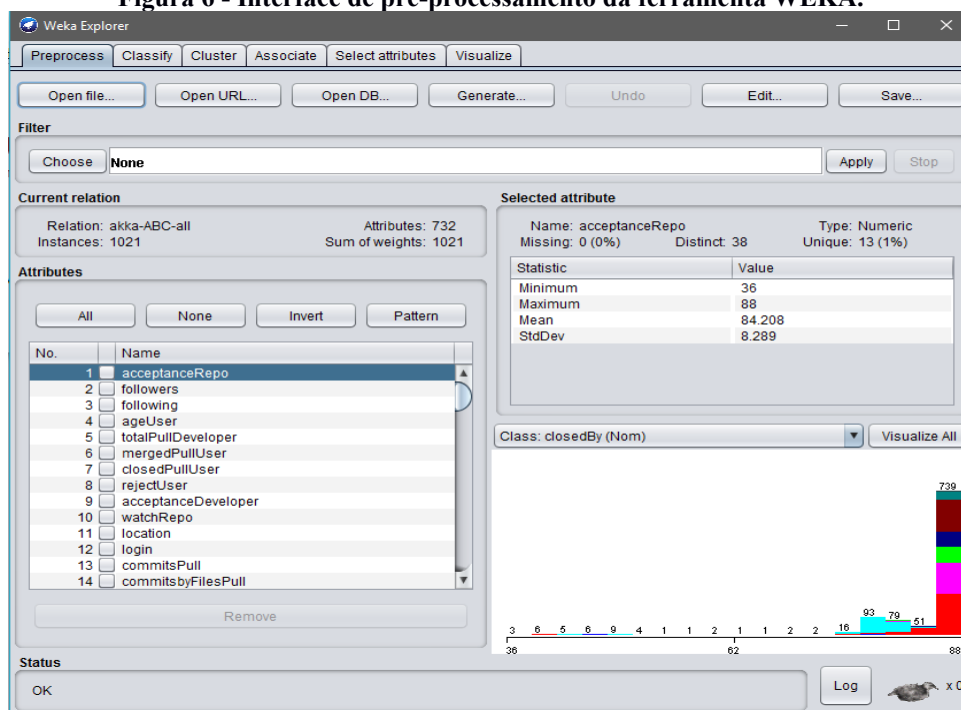 Figura 6 - Interface de pré-processamento da ferramenta WEKA.
Weka Explorer
Preprocess Classify Cluster Associate Select attributes Visualize
Open file... Open URL... Open DB... Generate... Undo Edit... Save...
Filter
Choose None Apply Stop
Current relation
Relation: akka-ABC-all Attributes: 732
Instances: 1021 Sum of weights: 1021
Selected attribute
Name: acceptanceRepo Type: Numeric
Missing: 0 (0%) Distinct: 38 Unique: 13 (1%)
Statistic Value
Minimum 36
Maximum 88
Mean 84.208
StdDev 8.289
Attributes
All None Invert Pattern
No. Name
1 acceptanceRepo
2 followers
3 following
4 ageUser
5 totalPullDeveloper
6 mergedPullUser
7 closedPullUser
8 rejectUser
9 acceptanceDeveloper
10 watchRepo
11 location
12 login
13 commitsPull
14 commitsbyFilesPull
Remove
Class: closedBy (Nom) Visualize All
3 6 5 6 9 4 1 1 2 1 1 2 2 16 93 79 51 739
36 62 88
Status
OK
Log x 0